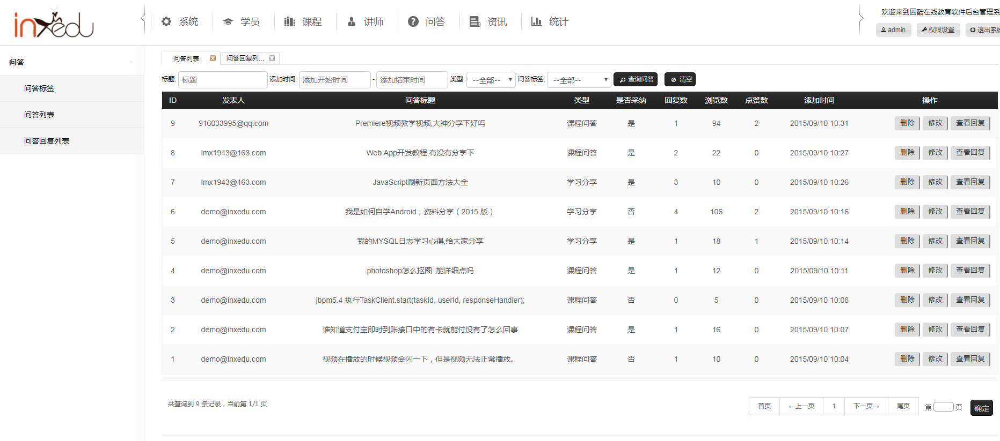 inxedu
系统 学员 课程 讲师 问答 资讯 统计
欢迎来到因酷在线教育软件后台管理系
admin 权限设置 退出系统
问答
问答标签
问答列表
问答回复列表
问答列表 问答回复列...
标题: 标题 添加时间: 添加开始时间 - 添加结束时间 类型: --全部-- 问答标签: --全部-- 查询问答 清空
ID 发表人 问答标题 类型 是否采纳 回复数 浏览数 点赞数 添加时间 操作
9 916033995@qq.com Premiere视频教学视频,大神分享下好吗 课程问答 是 1 94 2 2015/09/10 10:31 删除 修改 查看回复
8 lmx1943@163.com Web App开发教程,有没有分享下 课程问答 是 2 22 0 2015/09/10 10:27 删除 修改 查看回复
7 lmx1943@163.com JavaScript刷新页面方法大全 学习分享 是 3 10 0 2015/09/10 10:26 删除 修改 查看回复
6 demo@inxedu.com 我是如何自学Android，资料分享（2015 版） 学习分享 否 4 106 2 2015/09/10 10:16 删除 修改 查看回复
5 demo@inxedu.com 我的MYSQL日志学习心得,给大家分享 学习分享 是 1 18 1 2015/09/10 10:14 删除 修改 查看回复
4 demo@inxedu.com photoshop怎么抠图 ,能详细点吗 课程问答 是 1 12 0 2015/09/10 10:11 删除 修改 查看回复
3 demo@inxedu.com jbpm5.4 执行TaskClient.start(taskId, userId, responseHandler); 课程问答 否 0 5 0 2015/09/10 10:08 删除 修改 查看回复
2 demo@inxedu.com 谁知道支付宝即时到账接口中的有卡就能付没有了怎么回事 课程问答 是 1 16 0 2015/09/10 10:07 删除 修改 查看回复
1 demo@inxedu.com 视频在播放的时候视频会闪一下，但是视频无法正常播放。 课程问答 否 1 10 0 2015/09/10 10:04 删除 修改 查看回复
共查询到 9 条记录，当前第 1/1 页
首页 ←上一页 1 下一页→ 尾页 第 页 确定